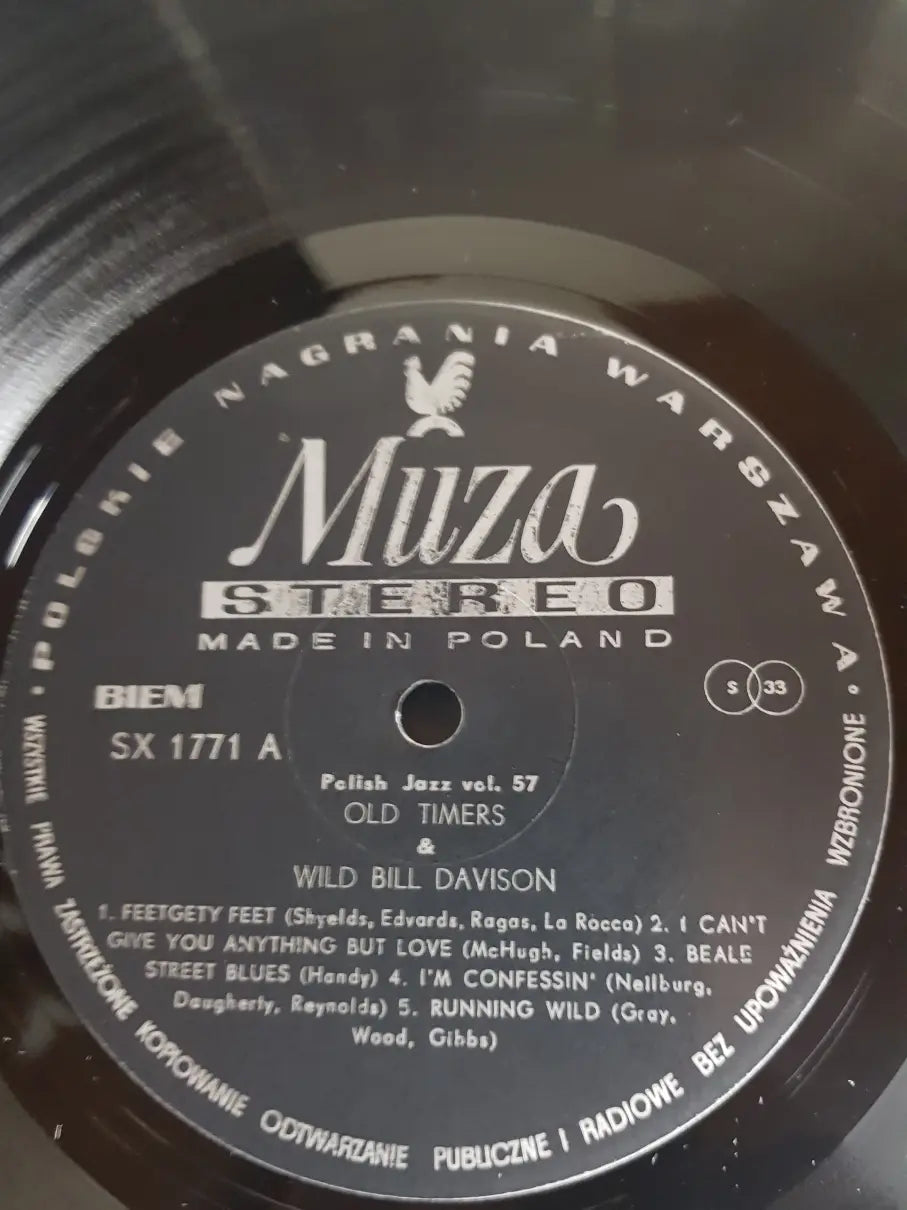 • POLSKIE NAGRANIA WARSZAWA •
Muza
STEREO
MADE IN POLAND
BIEM
S 33
SX 1771 A
Polish Jazz vol. 57
OLD TIMERS
&
WILD BILL DAVISON
1. FEETGETY FEET (Shyelds, Edvards, Ragas, La Rocca) 2. I CAN'T
GIVE YOU ANYTHING BUT LOVE (McHugh, Fields) 3. BEALE
STREET BLUES (Handy) 4. I'M CONFESSIN' (Nellburg,
Daugherty, Reynolds) 5. RUNNING WILD (Gray,
Wood, Gibbs)
WSZYSTKIE PRAWA ZASTRZEŻONE KOPIOWANIE ODTWARZANIE PUBLICZNE I RADIOWE BEZ UPOWAŻNIENIA WZBRONIONE